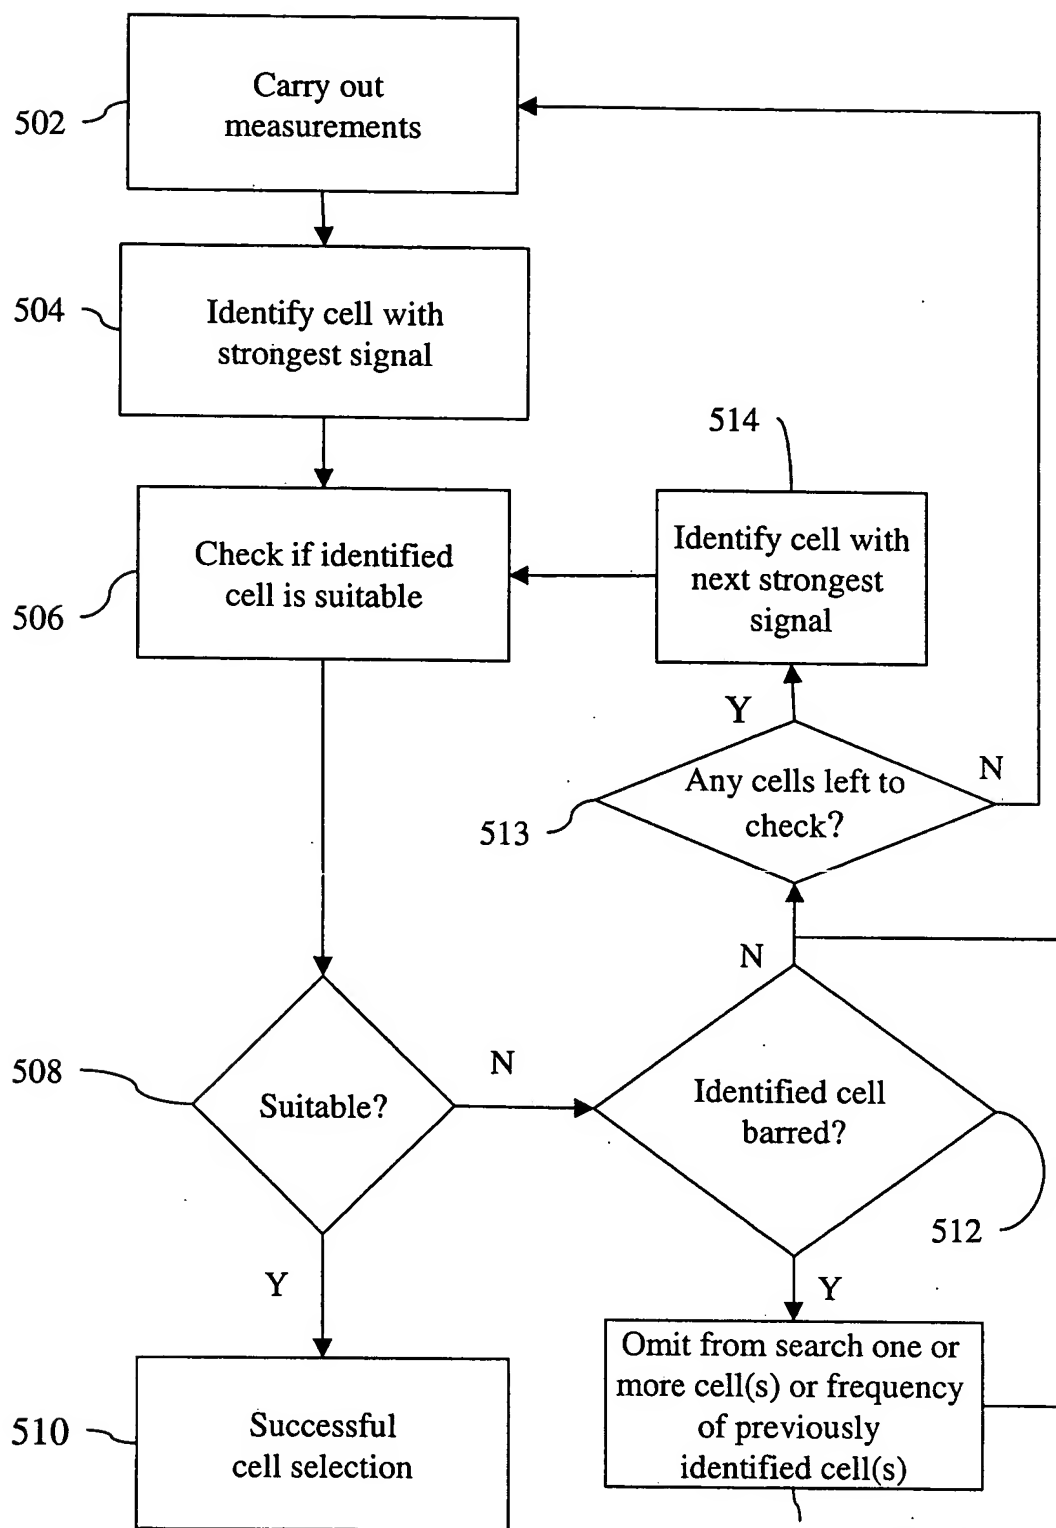 Carry out
measurements
502
Identify cell with
strongest signal
504
514
Check if identified
cell is suitable
506
Identify cell with
next strongest
signal
Y
N
Any cells left to
check?
513
N
508
Suitable?
N
Identified cell
barred?
512
Y
Y
Omit from search one or
more cell(s) or frequency
of previously
identified cell(s)
510
Successful
cell selection